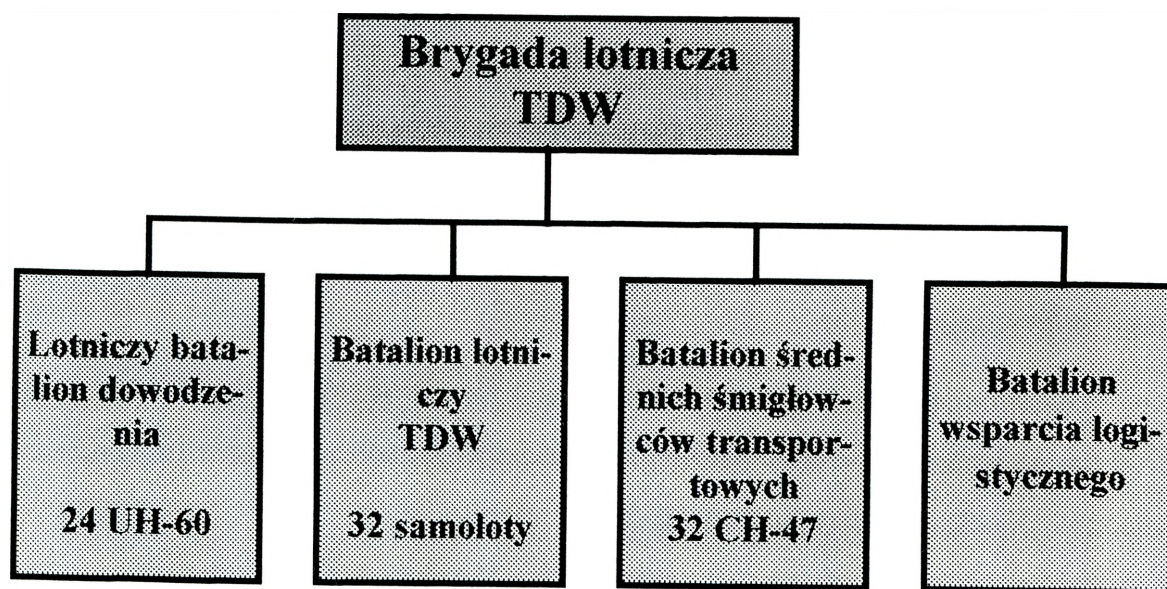 Brygada lotnicza
TDW
Lotniczy bata-
lion dowodze-
nia
24 UH-60
Batalion lotni-
czy
TDW
32 samoloty
Batalion śred-
nich śmigłow-
ców transpor-
towych
32 CH-47
Batalion
wsparcia logi-
stycznego